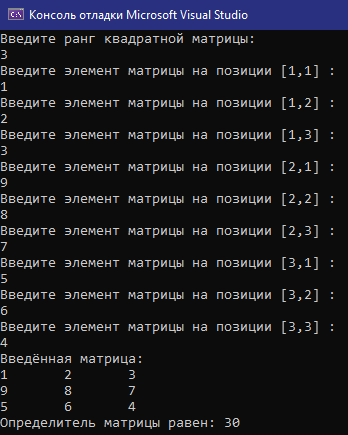 Консоль отладки Microsoft Visual Studio
Введите ранг квадратной матрицы:
3
Введите элемент матрицы на позиции [1,1] :
1
Введите элемент матрицы на позиции [1,2] :
2
Введите элемент матрицы на позиции [1,3] :
3
Введите элемент матрицы на позиции [2,1] :
9
Введите элемент матрицы на позиции [2,2] :
8
Введите элемент матрицы на позиции [2,3] :
7
Введите элемент матрицы на позиции [3,1] :
5
Введите элемент матрицы на позиции [3,2] :
6
Введите элемент матрицы на позиции [3,3] :
4
Введённая матрица:
1 2 3
9 8 7
5 6 4
Определитель матрицы равен: 30